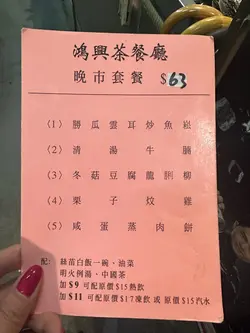 鴻興茶餐廳
晚市套餐 $63
〈1〉 勝瓜雲耳炒魚崧
〈2〉 清湯牛腩
〈3〉 冬菇豆腐龍脷柳
〈4〉 栗子炆雞
〈5〉 咸蛋蒸肉餅
配: 絲苗白飯一碗、油菜
明火例湯、中國茶
加 $9 可配原價$15熱飲
加 $11 可配原價$17凍飲 或 原價$15汽水